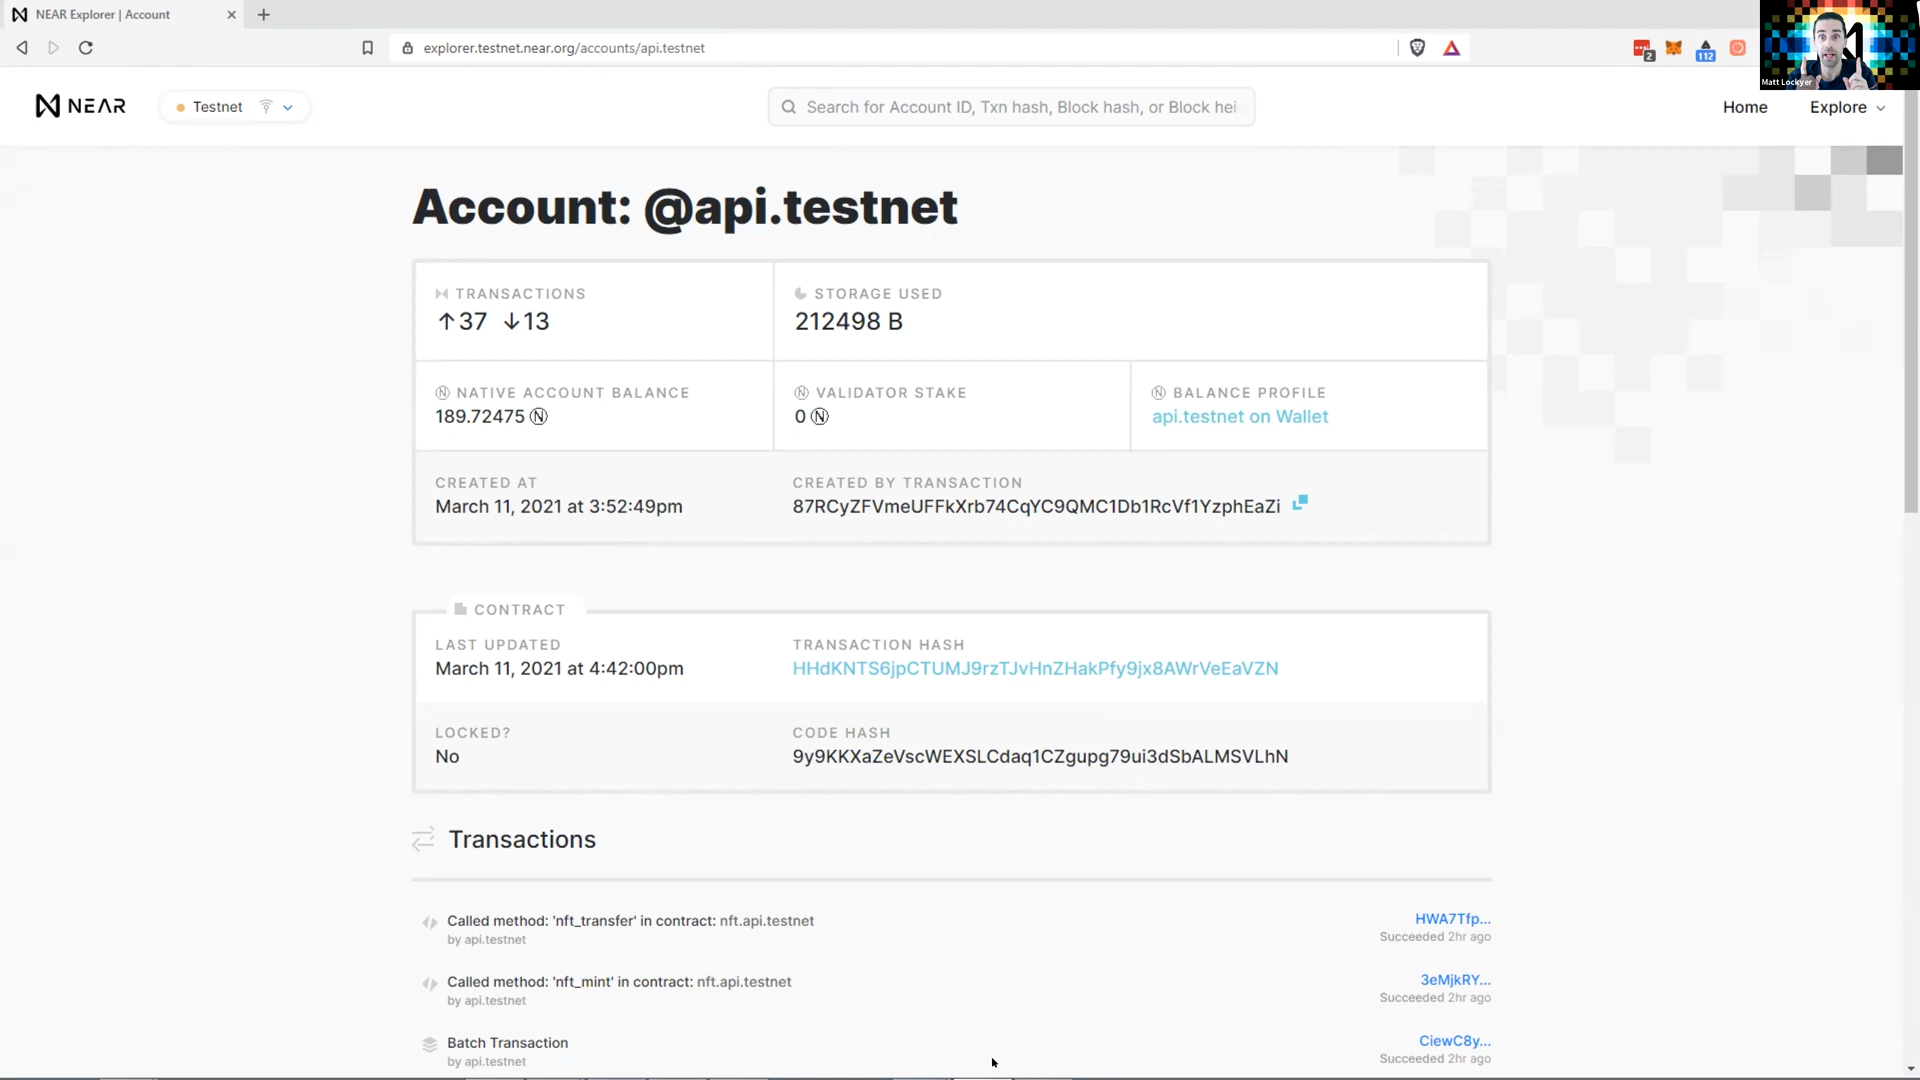 NEAR Explorer | Account
explorer.testnet.near.org/accounts/api.testnet
2
112
Matt Lockyer
NEAR
Testnet
Search for Account ID, Txn hash, Block hash, or Block hei
Home
Explore
Account: @api.testnet
TRANSACTIONS
↑37 ↓13
STORAGE USED
212498 B
NATIVE ACCOUNT BALANCE
189.72475 Ⓝ
VALIDATOR STAKE
0 Ⓝ
BALANCE PROFILE
api.testnet on Wallet
CREATED AT
March 11, 2021 at 3:52:49pm
CREATED BY TRANSACTION
87RCyZFVmeUFFkXrb74CqYC9QMC1Db1RcVf1YzphEaZi
CONTRACT
LAST UPDATED
March 11, 2021 at 4:42:00pm
TRANSACTION HASH
HHdKNTS6jpCTUMJ9rzTJvHnZHakPfy9jx8AWrVeEaVZN
LOCKED?
No
CODE HASH
9y9KKXaZeVscWEXSLCdaq1CZgupg79ui3dSbALMSVLhN
Transactions
Called method: 'nft_transfer' in contract: nft.api.testnet
by api.testnet
HWA7Tfp...
Succeeded 2hr ago
Called method: 'nft_mint' in contract: nft.api.testnet
by api.testnet
3eMjkRY...
Succeeded 2hr ago
Batch Transaction
by api.testnet
CiewC8y...
Succeeded 2hr ago